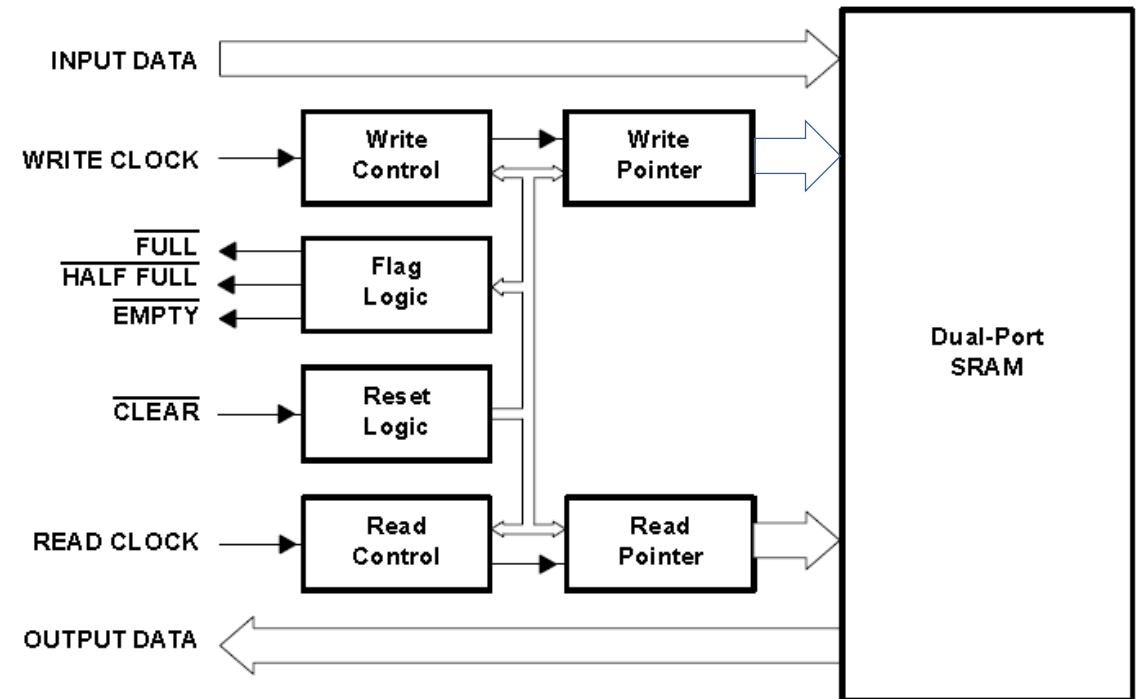 INPUT DATA
WRITE CLOCK
Write
Control
Write
Pointer
FULL
HALF FULL
EMPTY
Flag
Logic
Dual-Port
SRAM
CLEAR
Reset
Logic
READ CLOCK
Read
Control
Read
Pointer
OUTPUT DATA